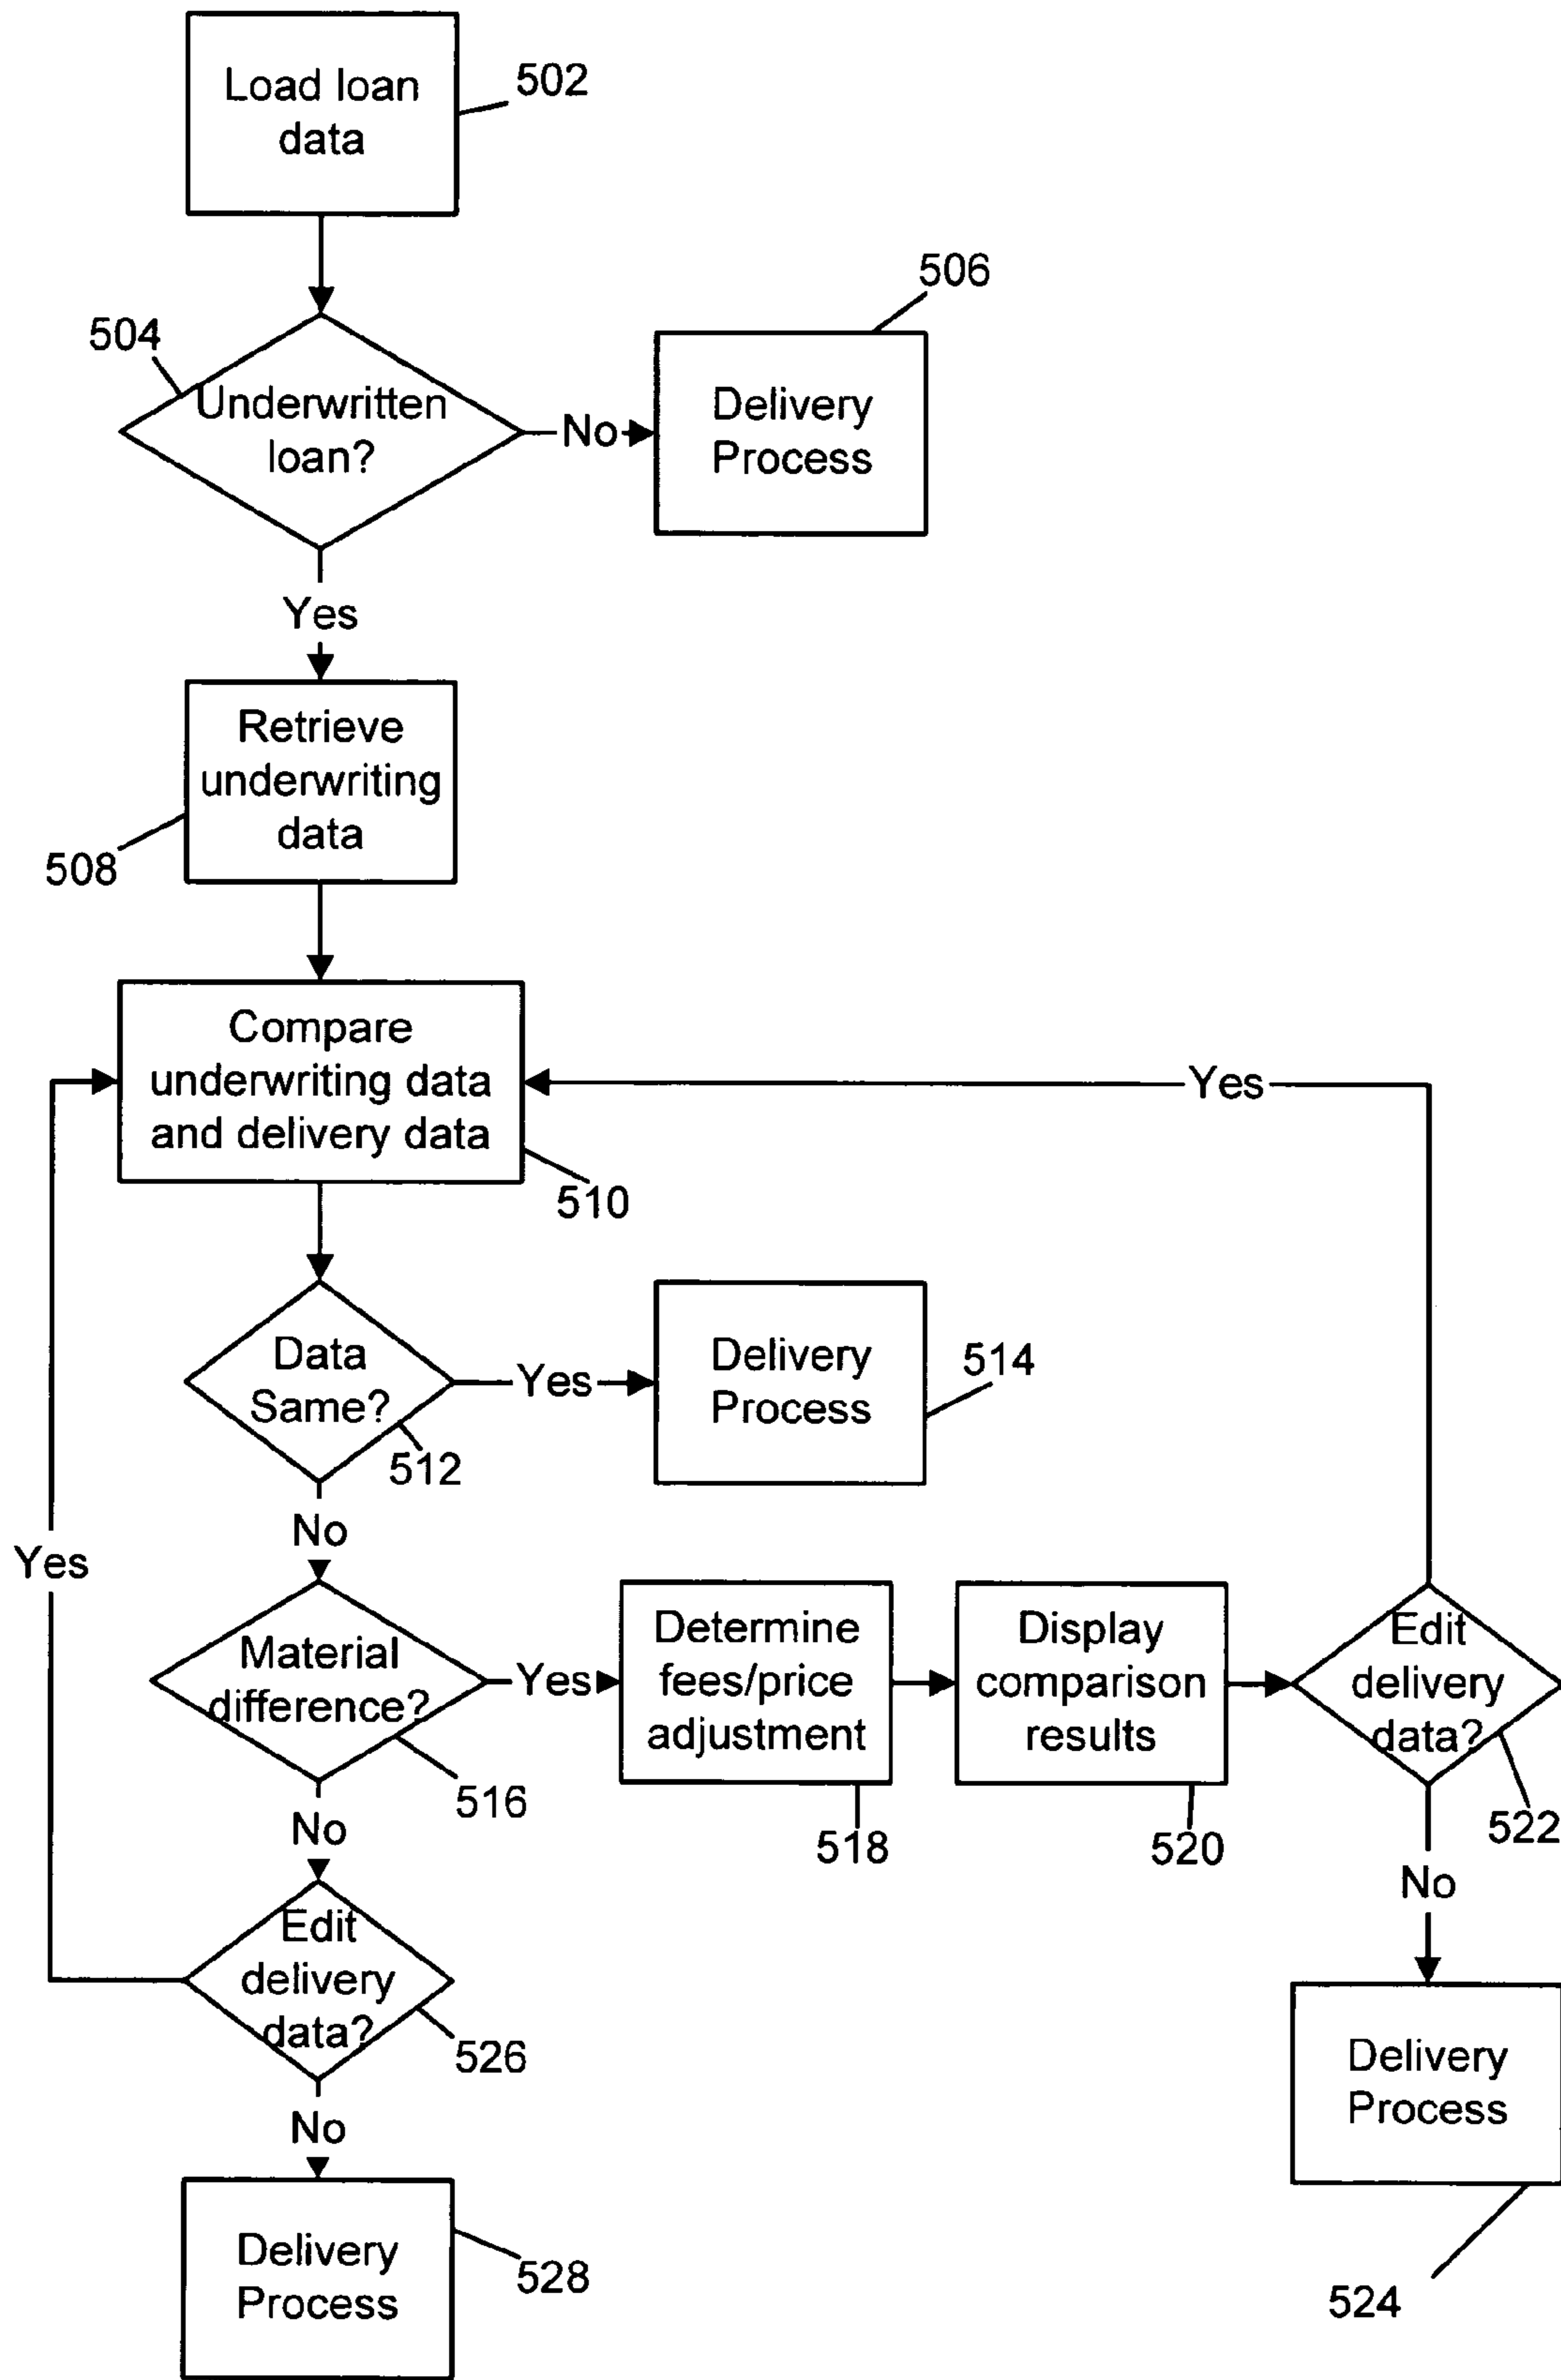 Load loan
data
502
504
Underwritten
loan?
No
506
Delivery
Process
Yes
Retrieve
underwriting
data
508
Compare
underwriting data
and delivery data
510
Yes
Data
Same?
512
Yes
Delivery
Process
514
No
Yes
Material
difference?
516
Yes
Determine
fees/price
adjustment
518
Display
comparison
results
520
Edit
delivery
data?
522
No
Delivery
Process
524
No
Edit
delivery
data?
526
No
Delivery
Process
528